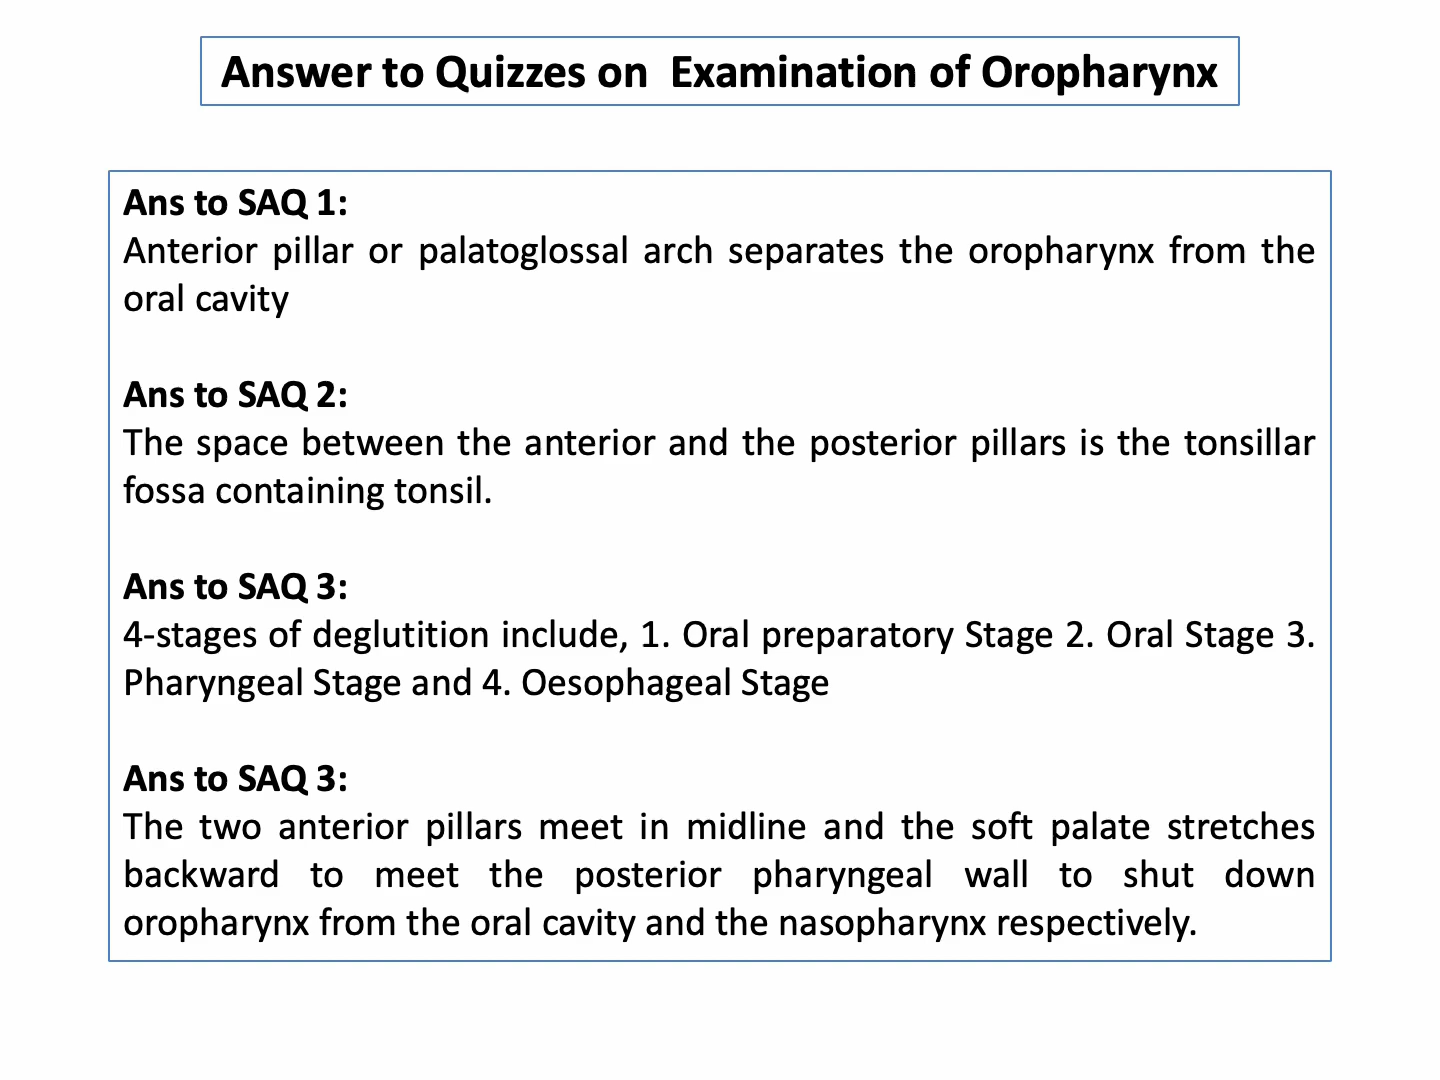 Answer to Quizzes on  Examination of Oropharynx
Ans to SAQ 1:
Anterior pillar or palatoglossal arch separates the oropharynx from the
oral cavity
Ans to SAQ 2:
The space between the anterior and the posterior pillars is the tonsillar
fossa containing tonsil.
Ans to SAQ 3:
4-stages of deglutition include, 1. Oral preparatory Stage 2. Oral Stage 3.
Pharyngeal Stage and 4. Oesophageal Stage
Ans to SAQ 3:
The two anterior pillars meet in midline and the soft palate stretches
backward to meet the posterior pharyngeal wall to shut down
oropharynx from the oral cavity and the nasopharynx respectively.